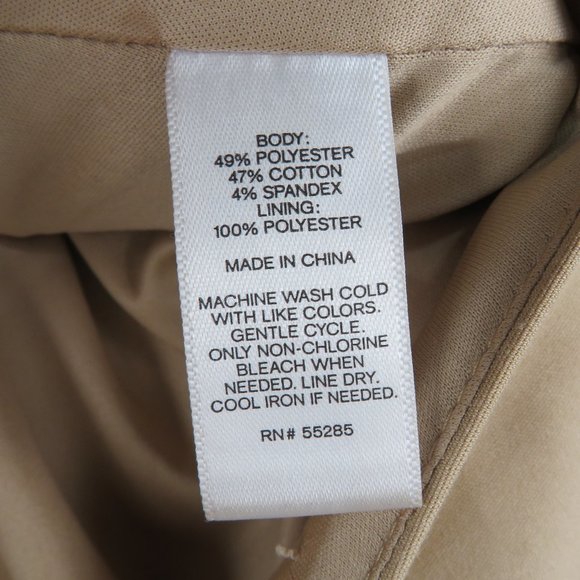 BODY:
49% POLYESTER
47% COTTON
4% SPANDEX
LINING:
100% POLYESTER
MADE IN CHINA
MACHINE WASH COLD
WITH LIKE COLORS.
GENTLE CYCLE.
ONLY NON-CHLORINE
BLEACH WHEN
NEEDED. LINE DRY.
COOL IRON IF NEEDED.
RN# 55285